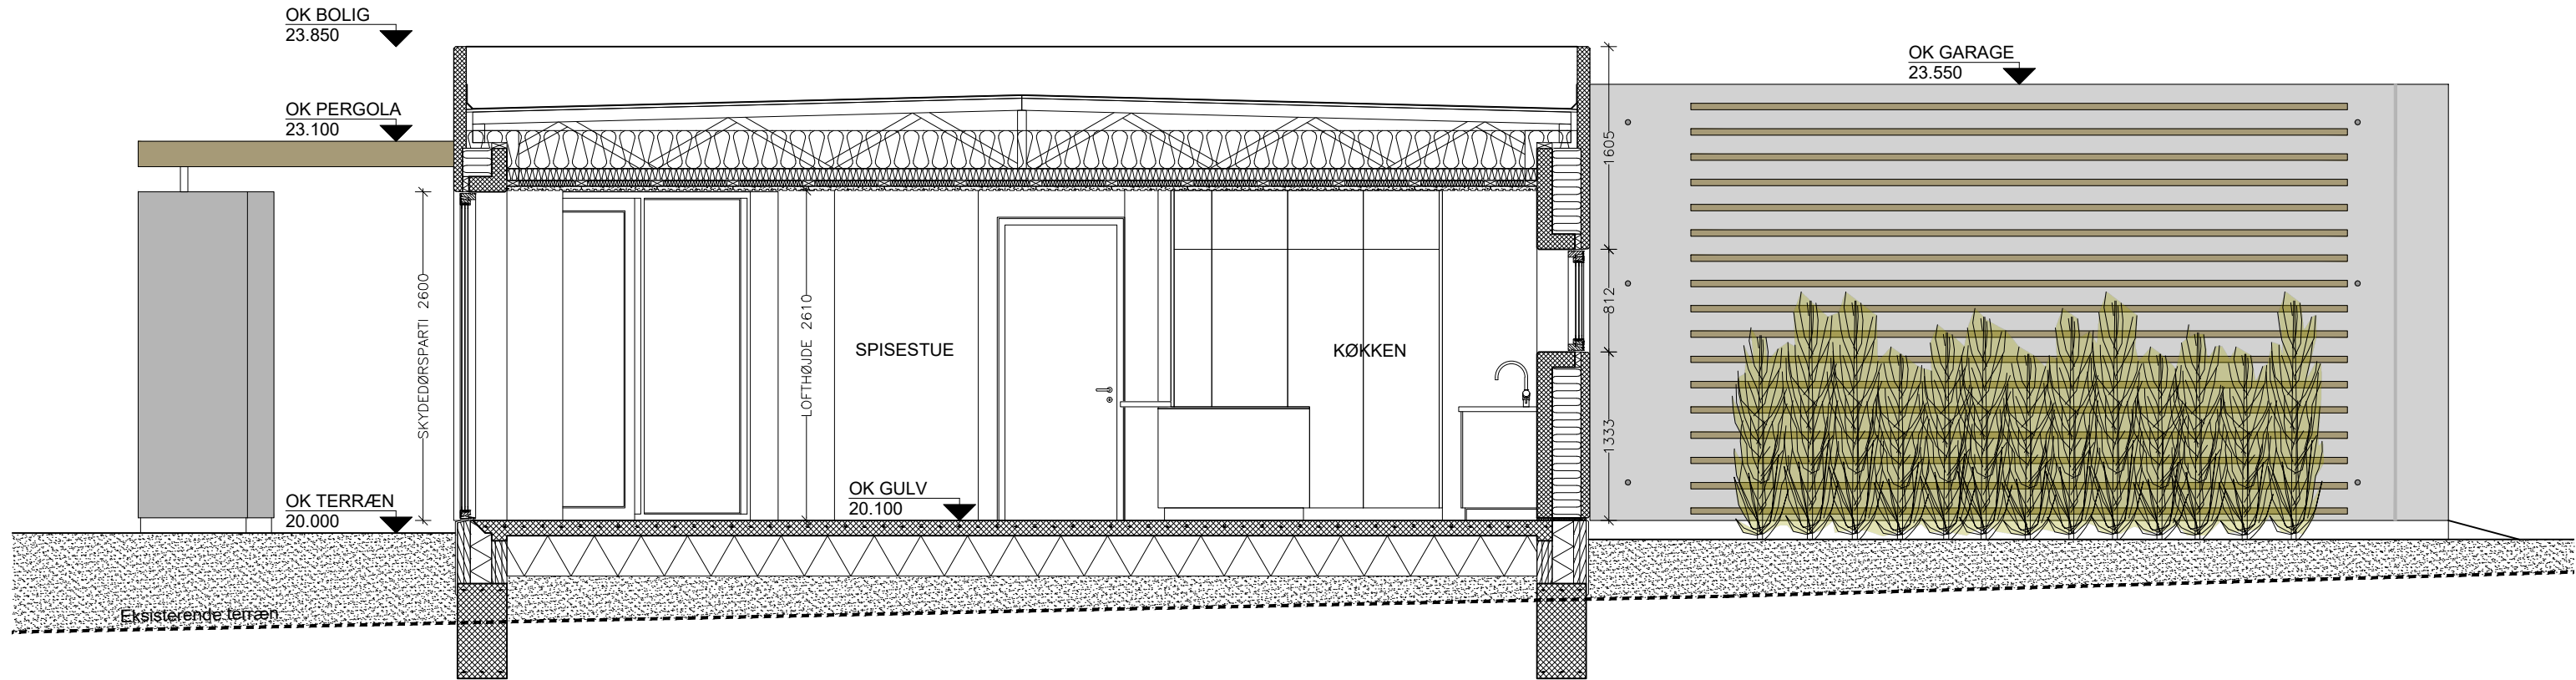 OK BOLIG
23.850
OK PERGOLA
23.100
OK GARAGE
23.550
1605
SKYDEDØRSPARTI 2600
LOFTHØJDE 2610
812
SPISESTUE
KØKKEN
1333
OK GULV
20.100
OK TERRÆN
20.000
Eksisterende terræn